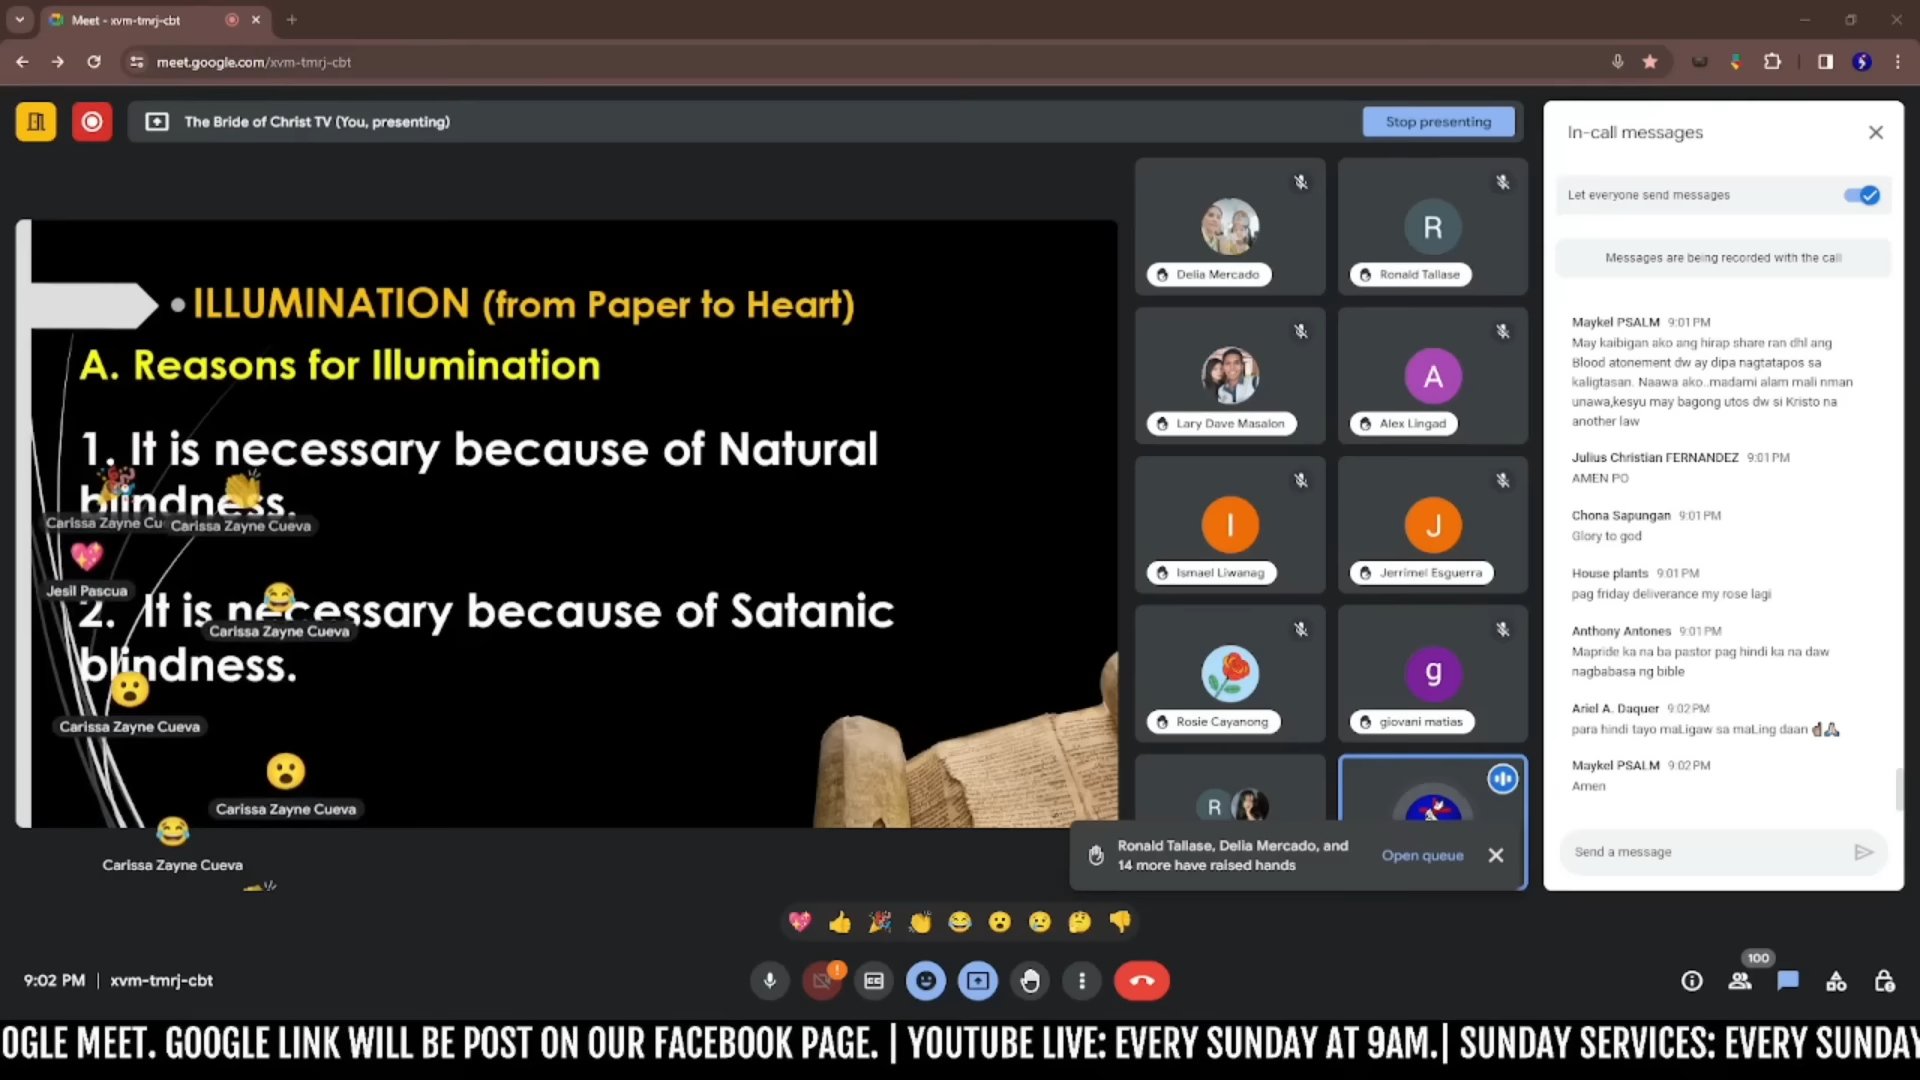 Meet - xvm-tmrj-cbt
meet.google.com/xvm-tmrj-cbt
The Bride of Christ TV (You, presenting)
Stop presenting
• ILLUMINATION (from Paper to Heart)
A. Reasons for Illumination
1. It is necessary because of Natural
blindness.
Carissa Zayne Cu
Carissa Zayne Cueva
Jesil Pascua
2. It is necessary because of Satanic
Carissa Zayne Cueva
blindness.
Carissa Zayne Cueva
Carissa Zayne Cueva
Carissa Zayne Cueva
Delia Mercado
R
Ronald Tallase
Lary Dave Masalon
A
Alex Lingad
I
Ismael Liwanag
J
Jerrimel Esguerra
Rosie Cayanong
g
giovani matias
R
Ronald Tallase, Delia Mercado, and
14 more have raised hands
Open queue
In-call messages
Let everyone send messages
Messages are being recorded with the call
Maykel PSALM 9:01 PM
May kaibigan ako ang hirap share ran dhl ang
Blood atonement dw ay dipa nagtatapos sa
kaligtasan. Naawa ako..madami alam mali nman
unawa,kesyu may bagong utos dw si Kristo na
another law
Julius Christian FERNANDEZ 9:01 PM
AMEN PO
Chona Sapungan 9:01 PM
Glory to god
House plants 9:01 PM
pag friday deliverance my rose lagi
Anthony Antones 9:01 PM
Mapride ka na ba pastor pag hindi ka na daw
nagbabasa ng bible
Ariel A. Daquer 9:02 PM
para hindi tayo maLigaw sa maLing daan ☝🙏
Maykel PSALM 9:02 PM
Amen
Send a message
9:02 PM | xvm-tmrj-cbt
100
OGLE MEET. GOOGLE LINK WILL BE POST ON OUR FACEBOOK PAGE. | YOUTUBE LIVE: EVERY SUNDAY AT 9AM.| SUNDAY SERVICES: EVERY SUNDAY